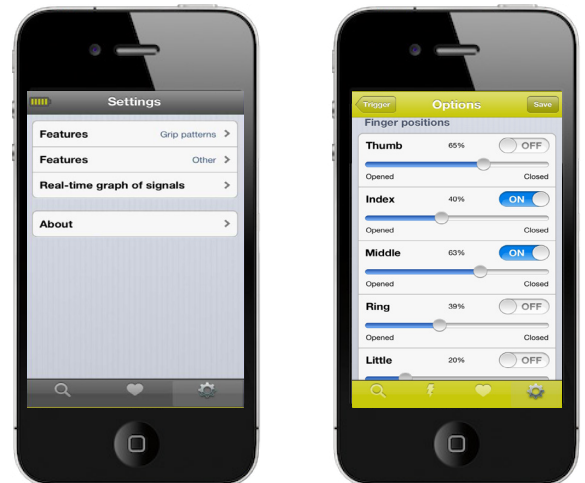 Settings
Features Grip patterns
Features Other
Real-time graph of signals
About
Trigger Options Save
Finger positions
Thumb 65% OFF
Opened Closed
Index 40% ON
Opened Closed
Middle 63% ON
Opened Closed
Ring 39% OFF
Opened Closed
Little 20% OFF